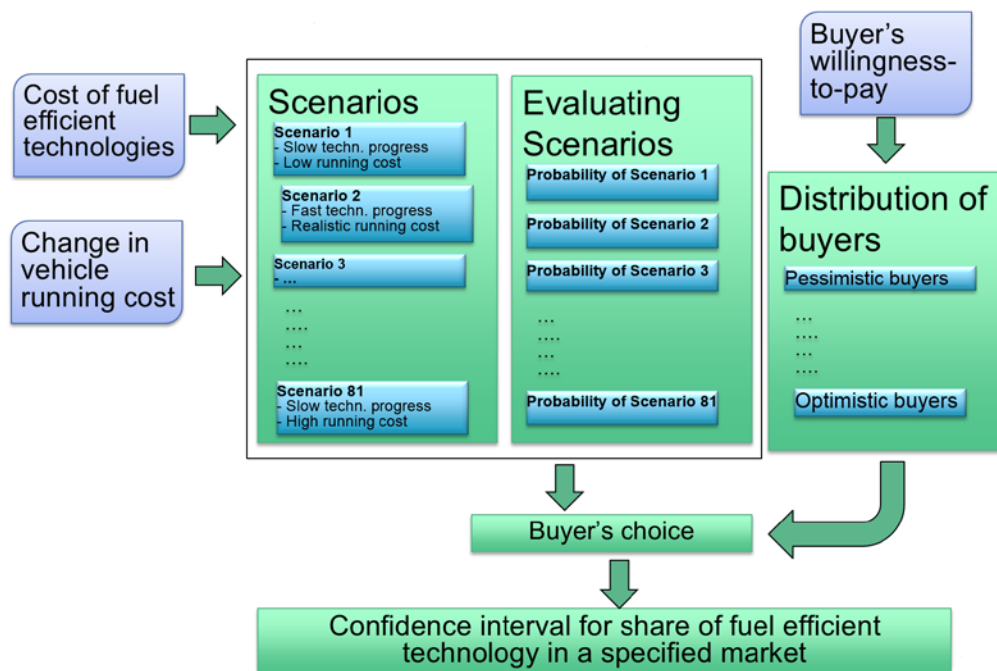 Cost of fuel
efficient
technologies
Change in
vehicle
running cost
Scenarios
Scenario 1
- Slow techn. progress
- Low running cost
Scenario 2
- Fast techn. progress
- Realistic running cost
Scenario 3
- ...
...
....
...
....
Scenario 81
- Slow techn. progress
- High running cost
Evaluating
Scenarios
Probability of Scenario 1
Probability of Scenario 2
Probability of Scenario 3
...
....
...
....
Probability of Scenario 81
Buyer's
willingness-
to-pay
Distribution of
buyers
Pessimistic buyers
...
....
...
....
Optimistic buyers
Buyer's choice
Confidence interval for share of fuel efficient
technology in a specified market